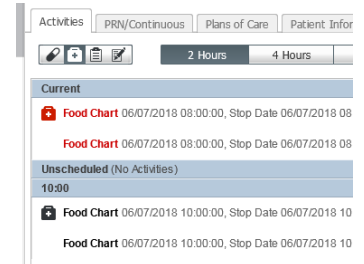 Activities PRN/Continuous Plans of Care Patient Infor
2 Hours 4 Hours
Current
Food Chart 06/07/2018 08:00:00, Stop Date 06/07/2018 08
Food Chart 06/07/2018 08:00:00, Stop Date 06/07/2018 08
Unscheduled (No Activities)
10:00
Food Chart 06/07/2018 10:00:00, Stop Date 06/07/2018 10
Food Chart 06/07/2018 10:00:00, Stop Date 06/07/2018 10